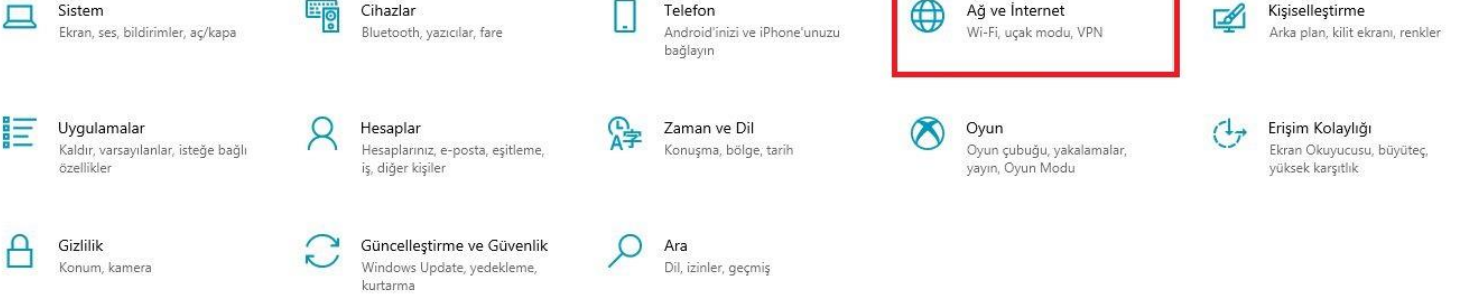 Sistem
Ekran, ses, bildirimler, aç/kapa
Cihazlar
Bluetooth, yazıcılar, fare
Telefon
Android'inizi ve iPhone'unuzu
bağlayın
Ağ ve İnternet
Wi-Fi, uçak modu, VPN
Kişiselleştirme
Arka plan, kilit ekranı, renkler
Uygulamalar
Kaldır, varsayılanlar, isteğe bağlı
özellikler
Hesaplar
Hesaplarınız, e-posta, eşitleme,
iş, diğer kişiler
Zaman ve Dil
Konuşma, bölge, tarih
Oyun
Oyun çubuğu, yakalamalar,
yayın, Oyun Modu
Erişim Kolaylığı
Ekran Okuyucusu, büyüteç,
yüksek karşıtlık
Gizlilik
Konum, kamera
Güncelleştirme ve Güvenlik
Windows Update, yedekleme,
kurtarma
Ara
Dil, izinler, geçmiş